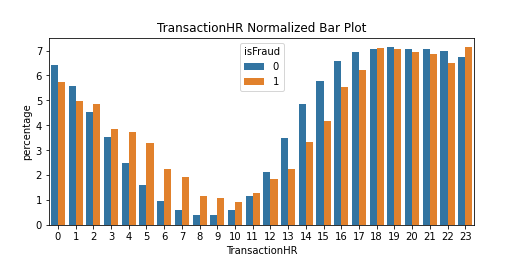 TransactionHR Normalized Bar Plot
isFraud
0
1
percentage
7
6
5
4
3
2
1
0
0 1 2 3 4 5 6 7 8 9 10 11 12 13 14 15 16 17 18 19 20 21 22 23
TransactionHR